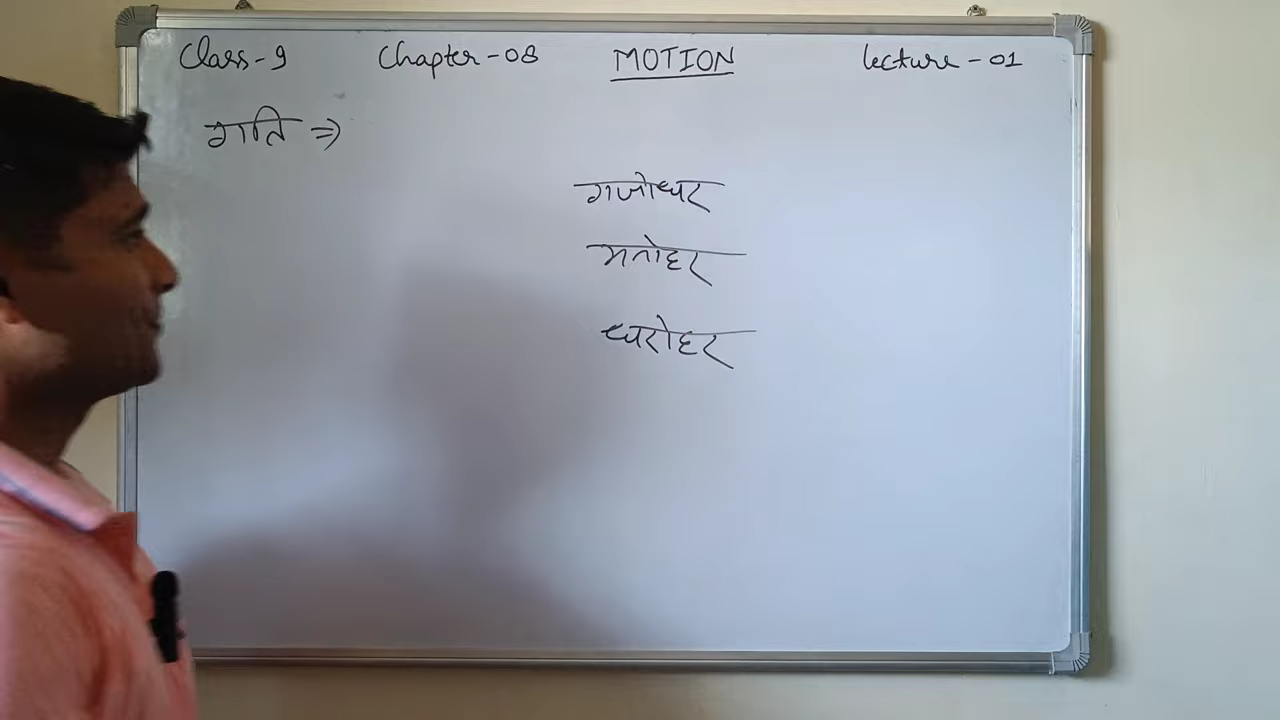 Class-9 Chapter-08 MOTION Lecture-01
गति ⇒
गजोधर
मनोहर
धरोहर